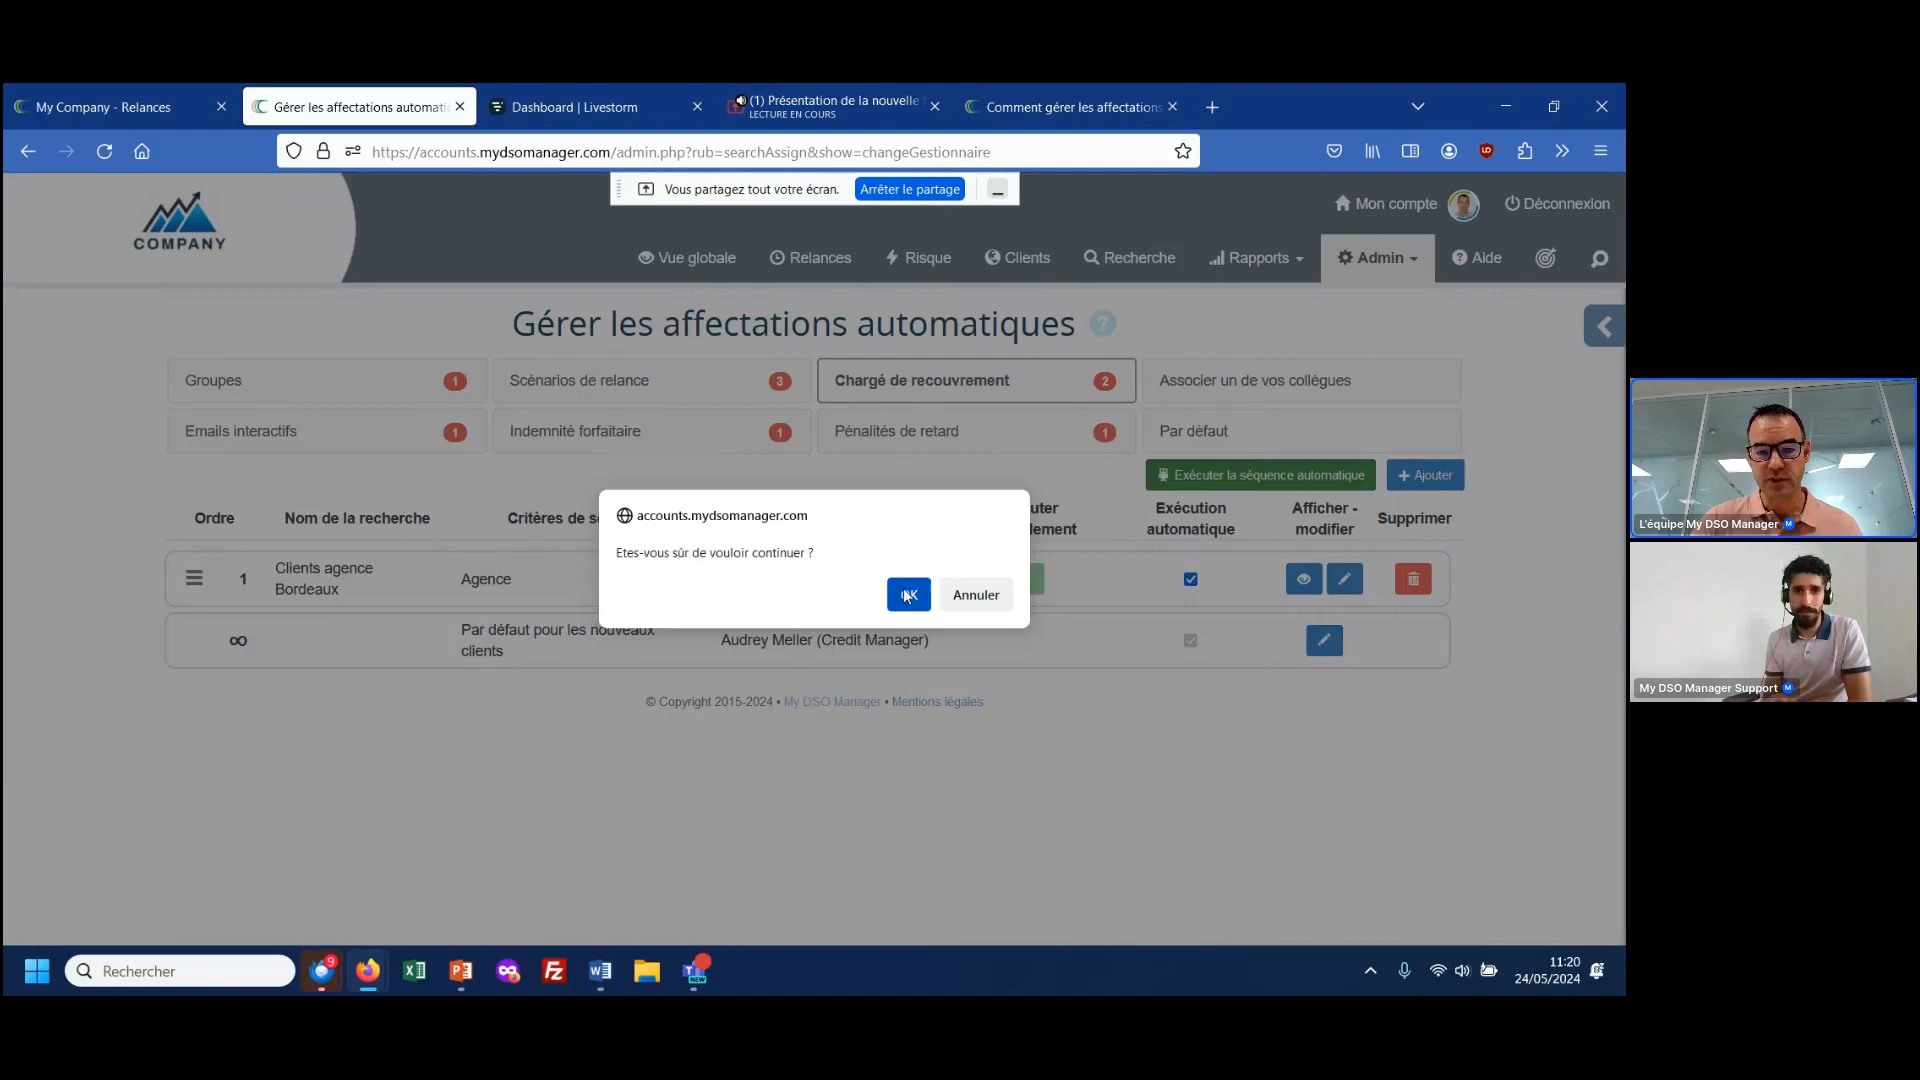 My Company - Relances
Gérer les affectations automati
Dashboard | Livestorm
(1) Présentation de la nouvelle
LECTURE EN COURS
Comment gérer les affectations
https://accounts.mydsomanager.com/admin.php?rub=searchAssign&show=changeGestionnaire
Vous partagez tout votre écran.
Arrêter le partage
COMPANY
Mon compte
Déconnexion
Vue globale
Relances
Risque
Clients
Recherche
Rapports
Admin
Aide
Gérer les affectations automatiques ?
Groupes 1
Scénarios de relance 3
Chargé de recouvrement 2
Associer un de vos collègues
Emails interactifs 1
Indemnité forfaitaire 1
Pénalités de retard 1
Par défaut
Exécuter la séquence automatique
+ Ajouter
Ordre
Nom de la recherche
Critères de s
uter
lement
Exécution
automatique
Afficher -
modifier
Supprimer
accounts.mydsomanager.com
Etes-vous sûr de vouloir continuer ?
OK
Annuler
1
Clients agence
Bordeaux
Agence
∞
Par défaut pour les nouveaux
clients
Audrey Meller (Credit Manager)
© Copyright 2015-2024 • My DSO Manager • Mentions légales
L'équipe My DSO Manager M
My DSO Manager Support M
Rechercher
9
NEW
11:20
24/05/2024